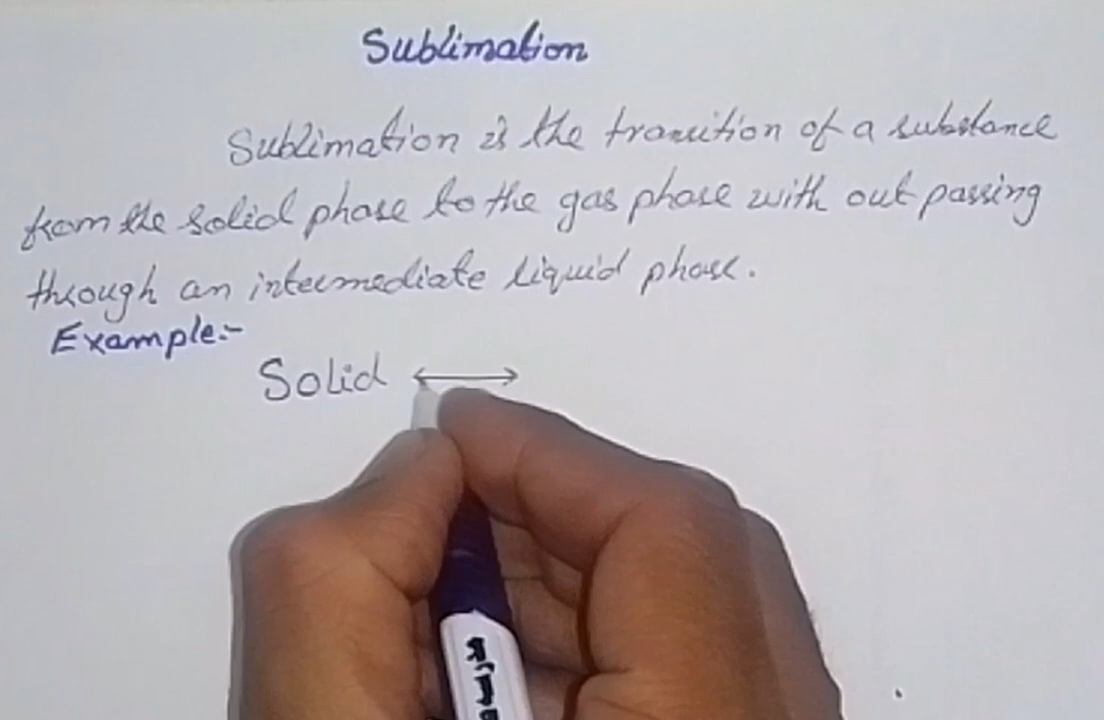 Sublimation
Sublimation is the transition of a substance
from the solid phase to the gas phase with out passing
through an intermediate liquid phase.
Example:-
Solid ⟷